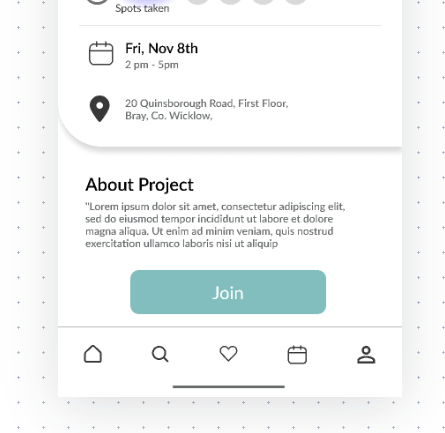 Spots taken
Fri, Nov 8th
2 pm - 5pm
20 Quinsborough Road, First Floor,
Bray, Co. Wicklow,
About Project
"Lorem ipsum dolor sit amet, consectetur adipiscing elit,
sed do eiusmod tempor incididunt ut labore et dolore
magna aliqua. Ut enim ad minim veniam, quis nostrud
exercitation ullamco laboris nisi ut aliquip
Join